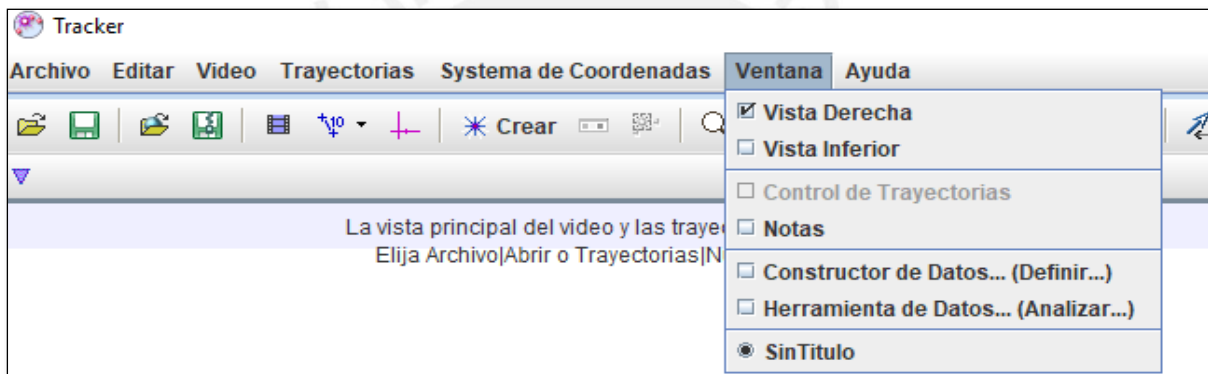 Tracker
Archivo Editar Video Trayectorias Systema de Coordenadas Ventana Ayuda
+10 Crear
Vista Derecha
Vista Inferior
Control de Trayectorias
La vista principal del video y las
Notas
Elija Archivo|Abrir o Trayectorias|N
Constructor de Datos... (Definir...)
Herramienta de Datos... (Analizar...)
SinTitulo